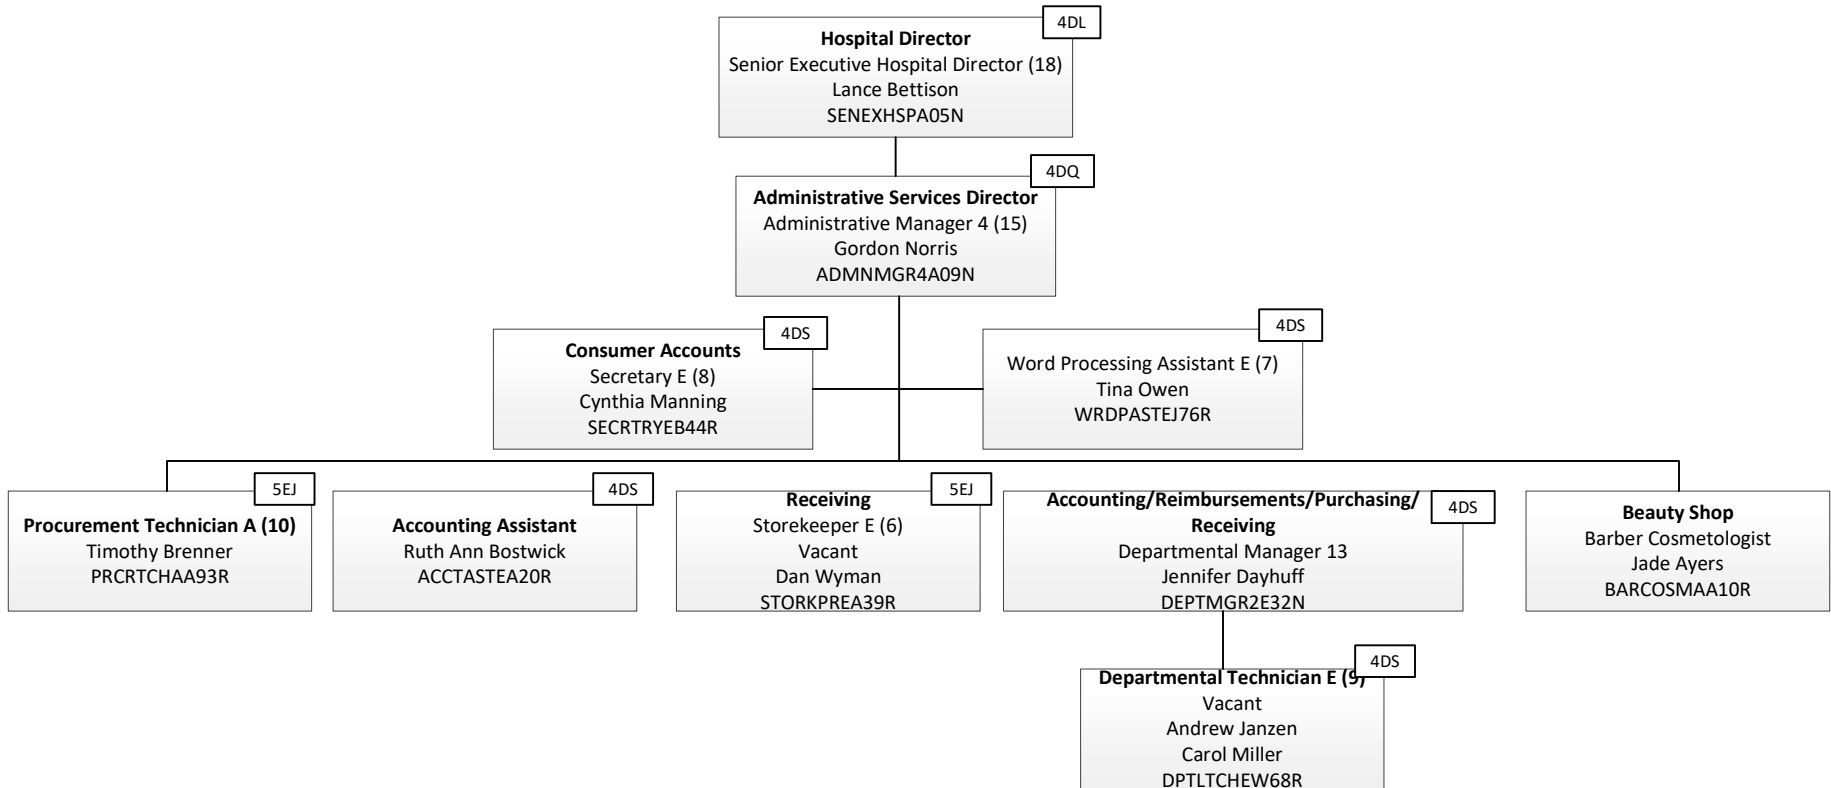 4DL
Hospital Director
Senior Executive Hospital Director (18)
Lance Bettison
SENEXHSPA05N
4DQ
Administrative Services Director
Administrative Manager 4 (15)
Gordon Norris
ADMNMGR4A09N
4DS
Consumer Accounts
Secretary E (8)
Cynthia Manning
SECRTRYEB44R
4DS
Word Processing Assistant E (7)
Tina Owen
WRDPASTEJ76R
5EJ
Procurement Technician A (10)
Timothy Brenner
PRCRTCHAA93R
4DS
Accounting Assistant
Ruth Ann Bostwick
ACCTASTEA20R
5EJ
Receiving
Storekeeper E (6)
Vacant
Dan Wyman
STORKPREA39R
4DS
Accounting/Reimbursements/Purchasing/
Receiving
Departmental Manager 13
Jennifer Dayhuff
DEPTMGR2E32N
Beauty Shop
Barber Cosmetologist
Jade Ayers
BARCOSMAA10R
4DS
Departmental Technician E (9)
Vacant
Andrew Janzen
Carol Miller
DPTLTCHEW68R